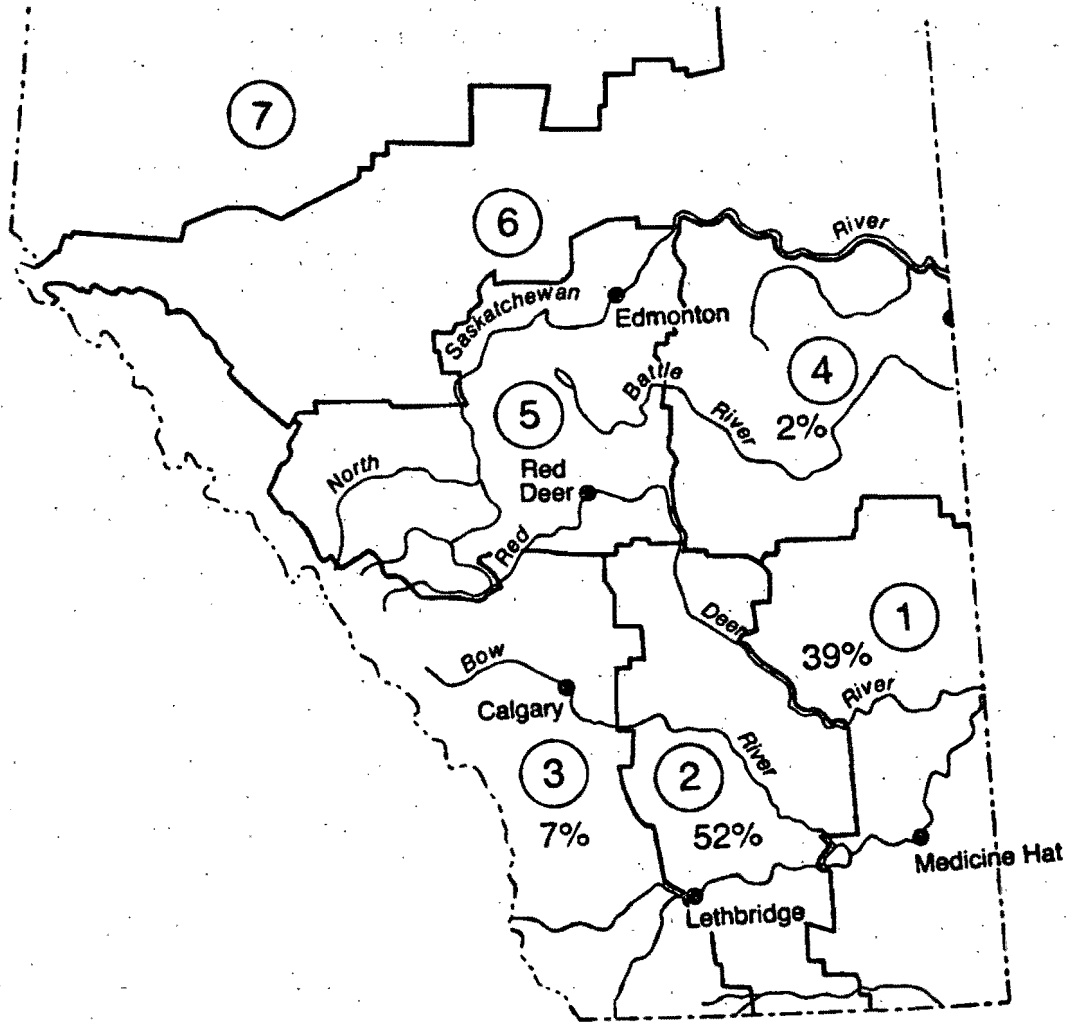 7
6
River
Saskatchewan
Edmonton
4
2%
Battle
River
5
North
Red
Deer
Red
1
39%
Deer
River
Bow
Calgary
River
3
7%
2
52%
Medicine Hat
Lethbridge